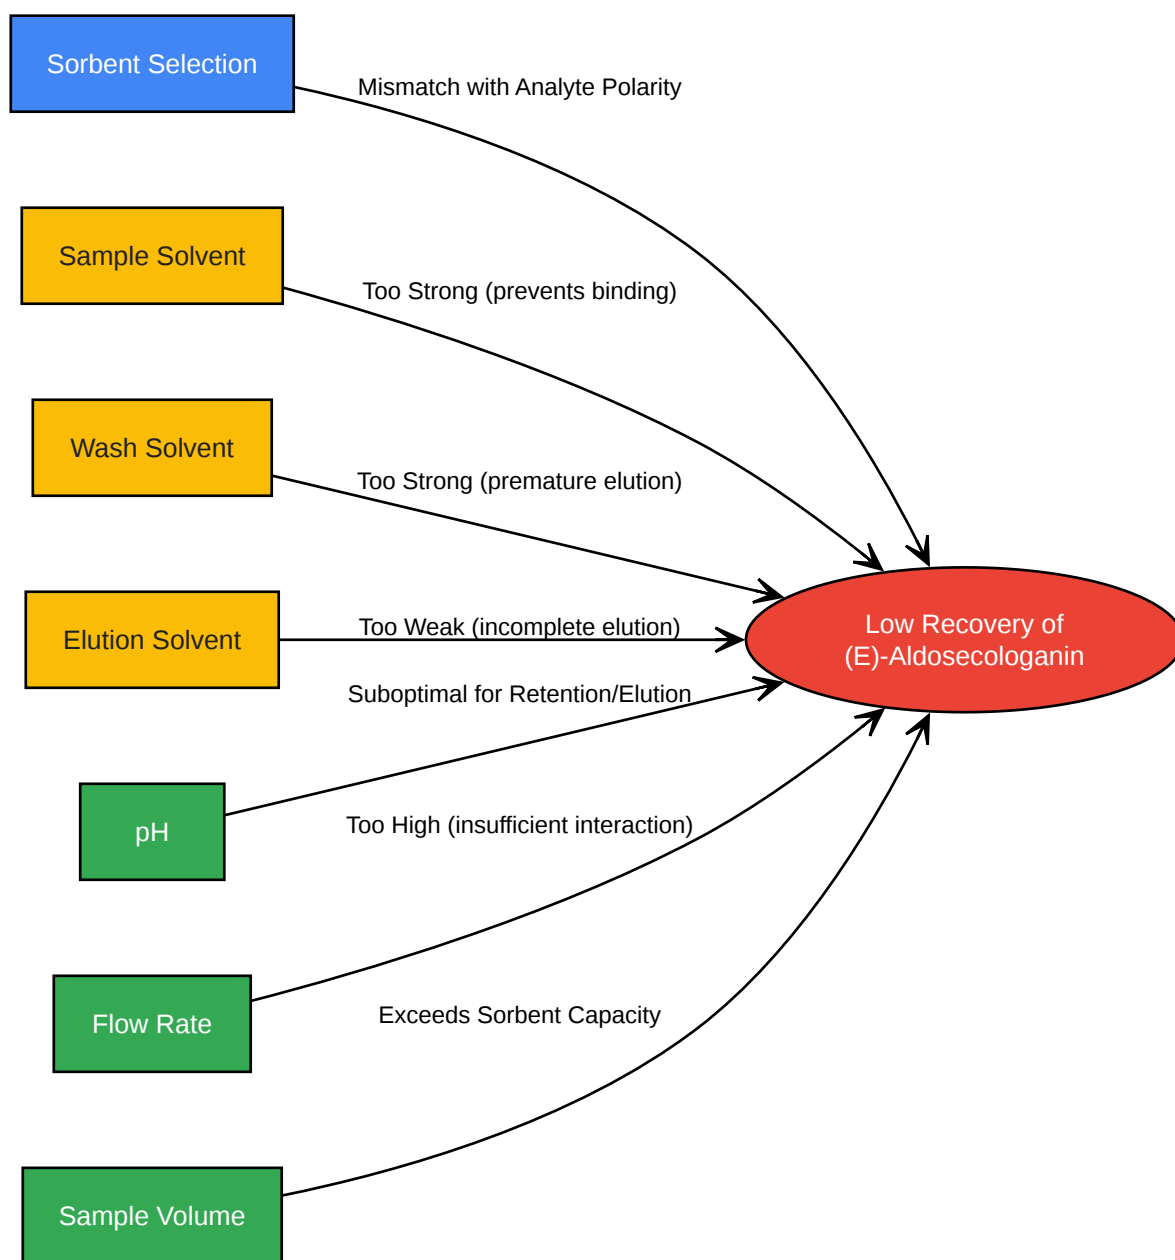 Sorbent Selection
Mismatch with Analyte Polarity
Sample Solvent
Too Strong (prevents binding)
Wash Solvent
Too Strong (premature elution)
Elution Solvent
Too Weak (incomplete elution)
Low Recovery of
(E)-Aldosecologanin
Suboptimal for Retention/Elution
pH
Too High (insufficient interaction)
Flow Rate
Exceeds Sorbent Capacity
Sample Volume